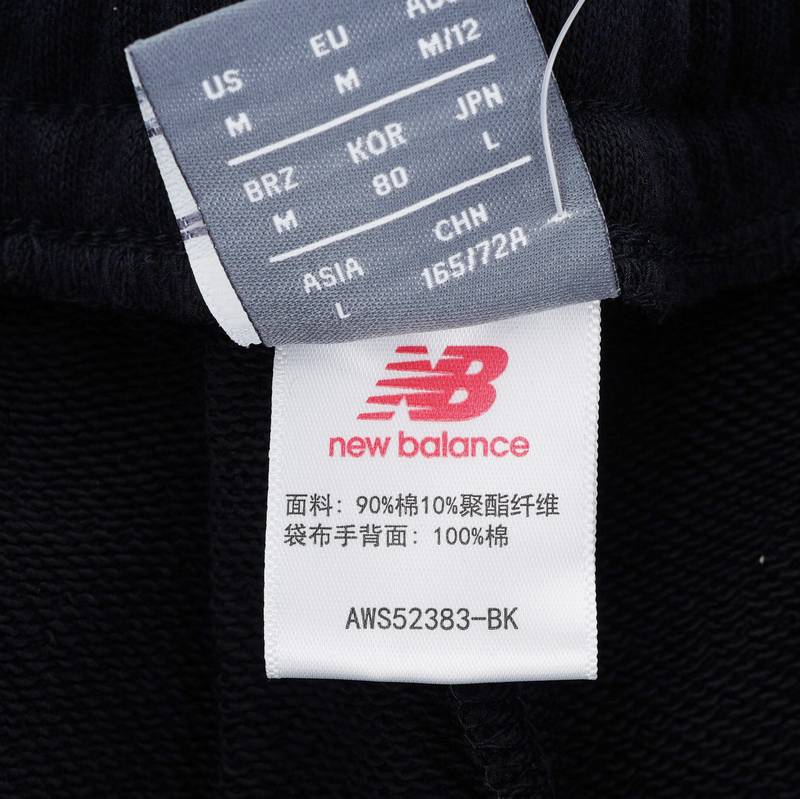 US EU
M M M/12
BRZ KOR JPN
M 80 L
ASIA CHN
L 165/72A
NB
new balance
面料: 90%棉10%聚酯纤维
袋布手背面: 100%棉
AWS52383-BK